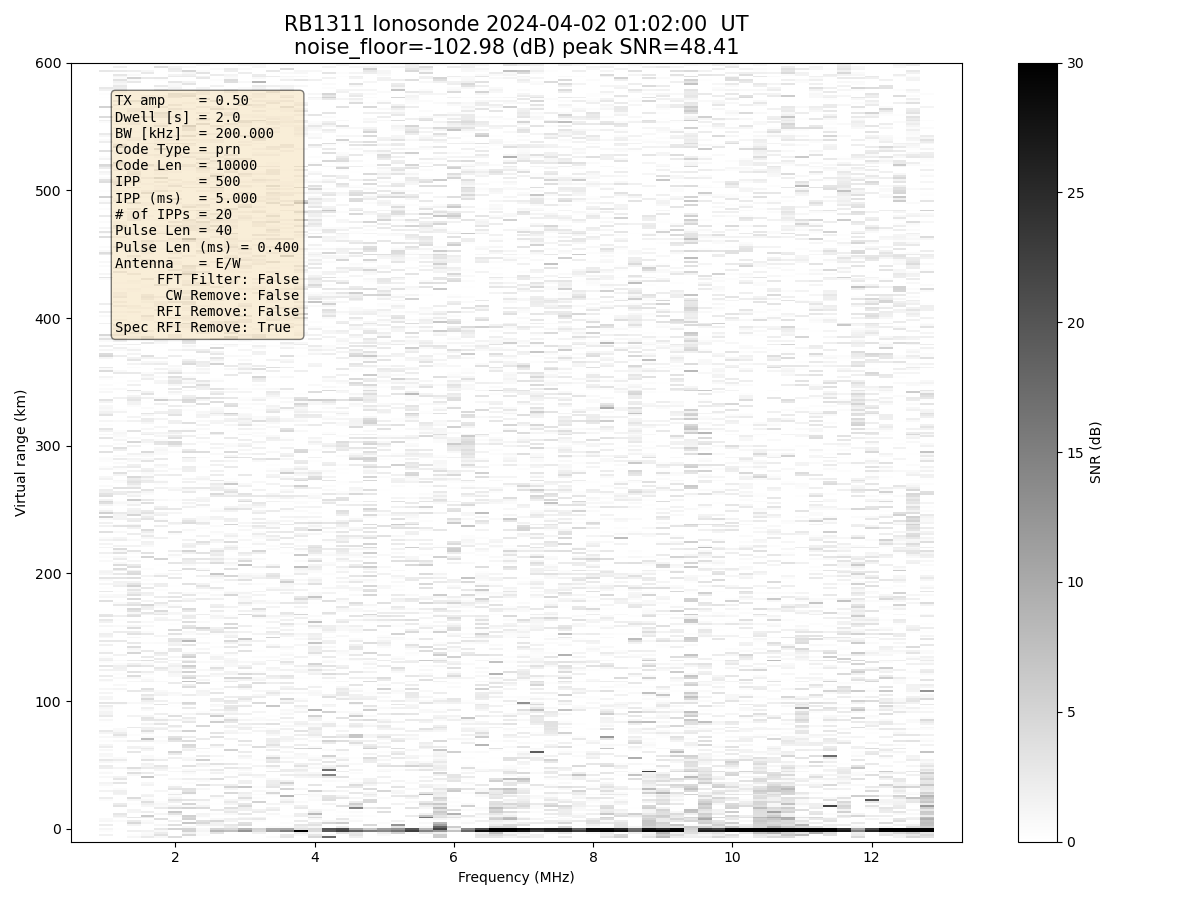 RB1311 Ionosonde 2024-04-02 01:02:00 UT
noise_floor=-102.98 (dB) peak SNR=48.41
600
500
400
300
200
100
0
Virtual range (km)
TX amp    = 0.50
Dwell [s] = 2.0
BW [kHz]  = 200.000
Code Type = prn
Code Len  = 10000
IPP       = 500
IPP (ms)  = 5.000
# of IPPs = 20
Pulse Len = 40
Pulse Len (ms) = 0.400
Antenna   = E/W
FFT Filter: False
CW Remove: False
RFI Remove: False
Spec RFI Remove: True
2 4 6 8 10 12
Frequency (MHz)
30
25
20
15
10
5
0
SNR (dB)